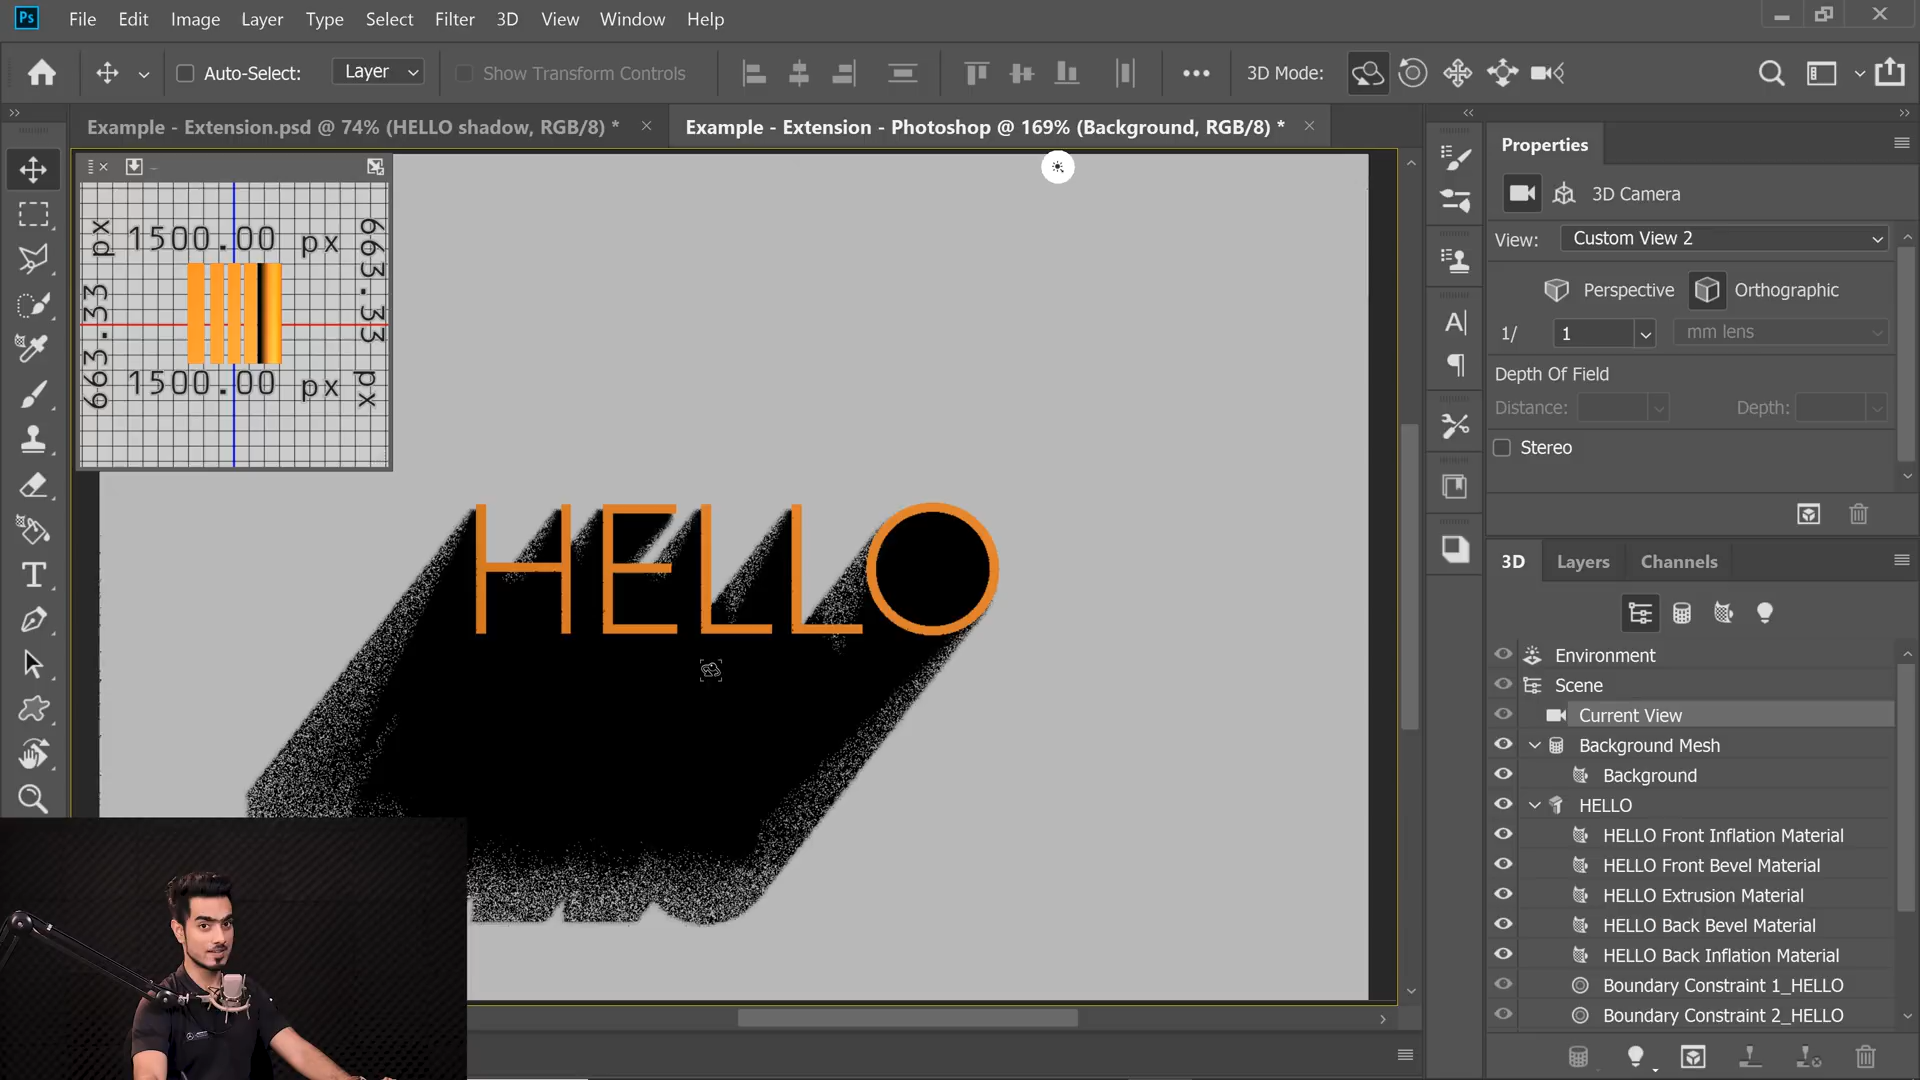 Ps File Edit Image Layer Type Select Filter 3D View Window Help
Auto-Select: Layer Show Transform Controls 3D Mode:
Example - Extension.psd @ 74% (HELLO shadow, RGB/8) *
Example - Extension - Photoshop @ 169% (Background, RGB/8) *
1500.00 px
663.33 px
663.33 px
1500.00 px
HELLO
Properties
3D Camera
View: Custom View 2
Perspective Orthographic
1/ 1 mm lens
Depth Of Field
Distance: Depth:
Stereo
3D Layers Channels
Environment
Scene
Current View
Background Mesh
Background
HELLO
HELLO Front Inflation Material
HELLO Front Bevel Material
HELLO Extrusion Material
HELLO Back Bevel Material
HELLO Back Inflation Material
Boundary Constraint 1_HELLO
Boundary Constraint 2_HELLO